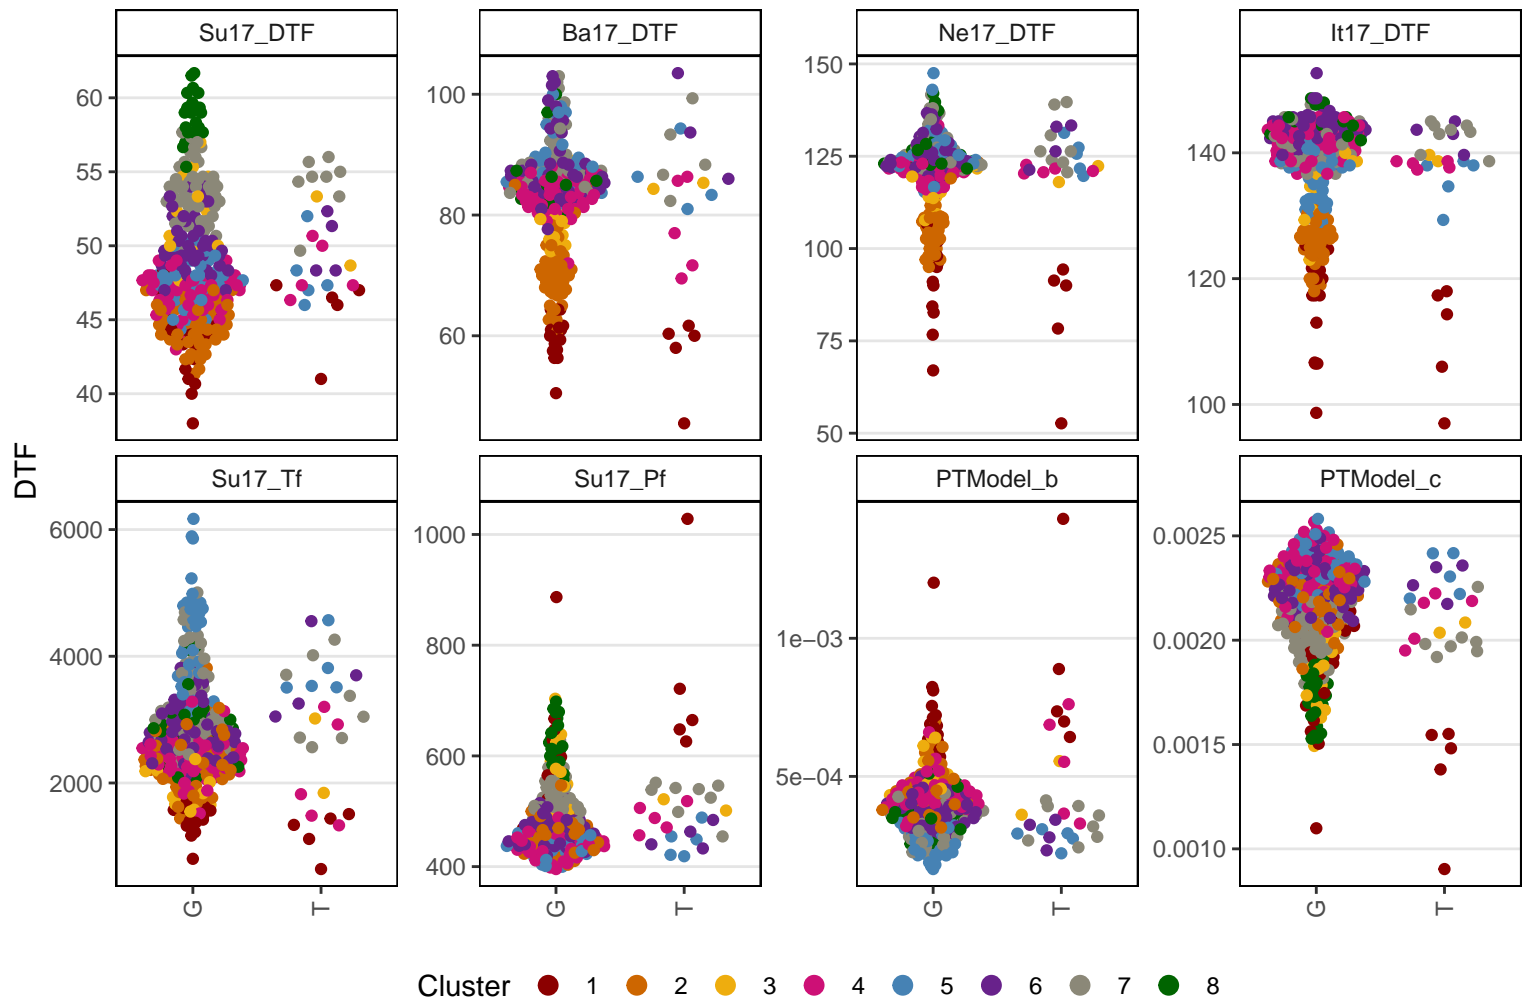 Su17_DTF
Ba17_DTF
Ne17_DTF
It17_DTF
60
55
50
45
40
100
80
60
150
125
100
75
50
140
120
100
DTF
Su17_Tf
Su17_Pf
PTModel_b
PTModel_c
6000
4000
2000
1000
800
600
400
1e−03
5e−04
0.0025
0.0020
0.0015
0.0010
G T G T G T G T
Cluster 1 2 3 4 5 6 7 8